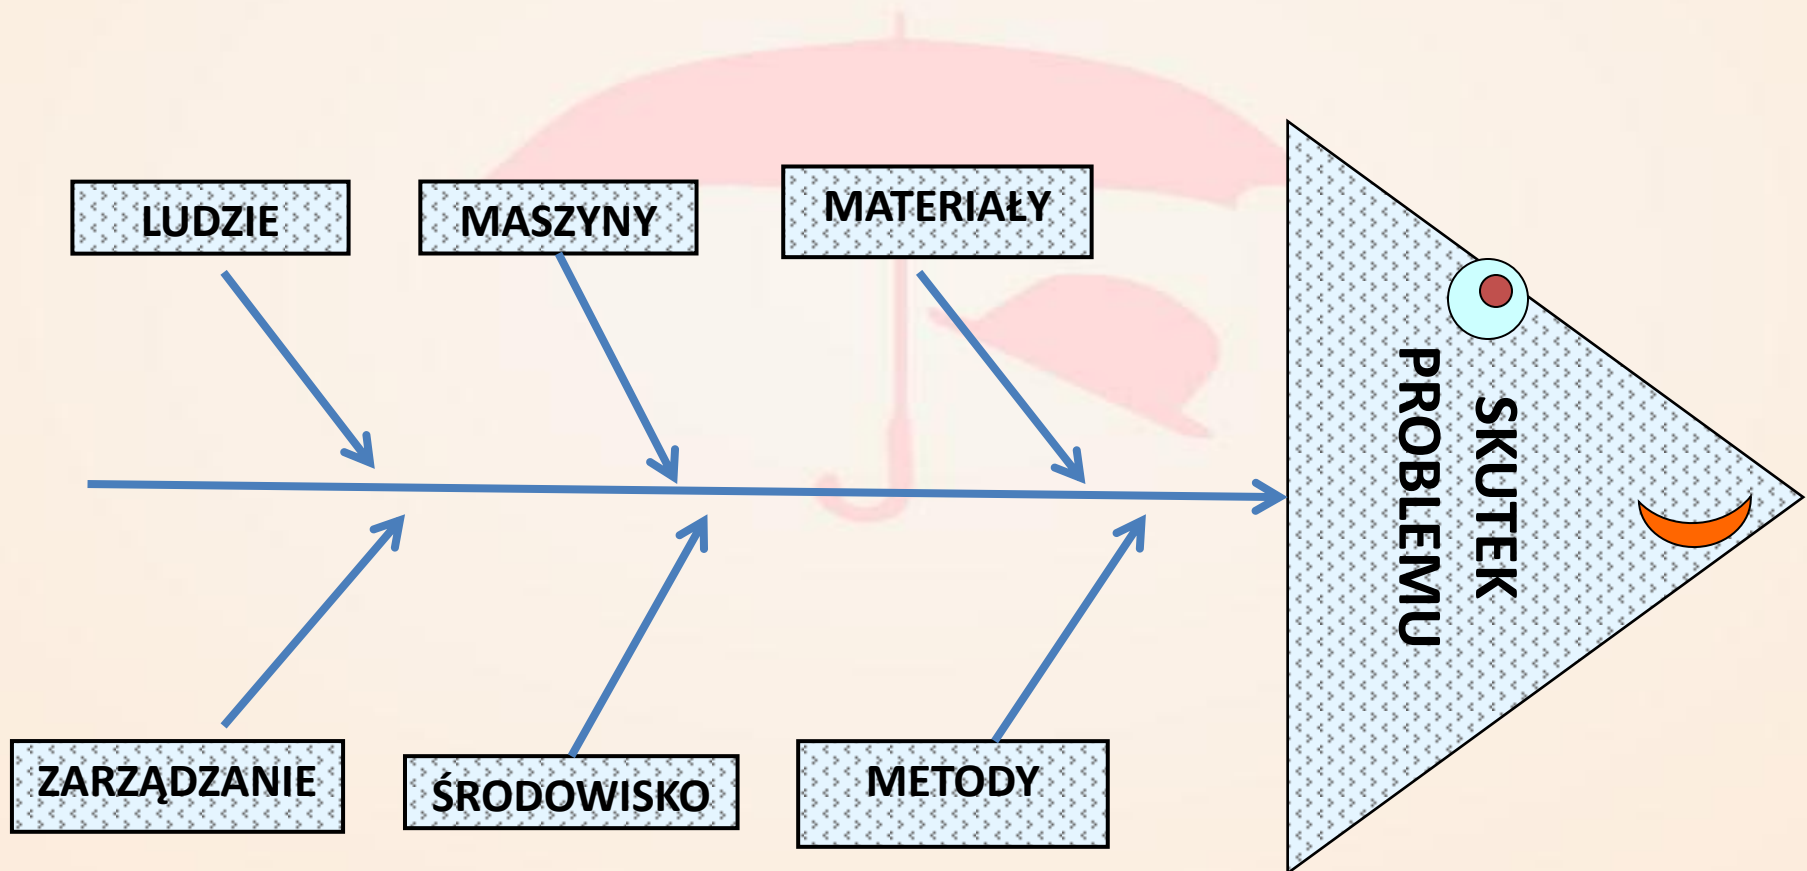 LUDZIE
MASZYNY
MATERIAŁY
SKUTEK
PROBLEMU
ZARZĄDZANIE
ŚRODOWISKO
METODY